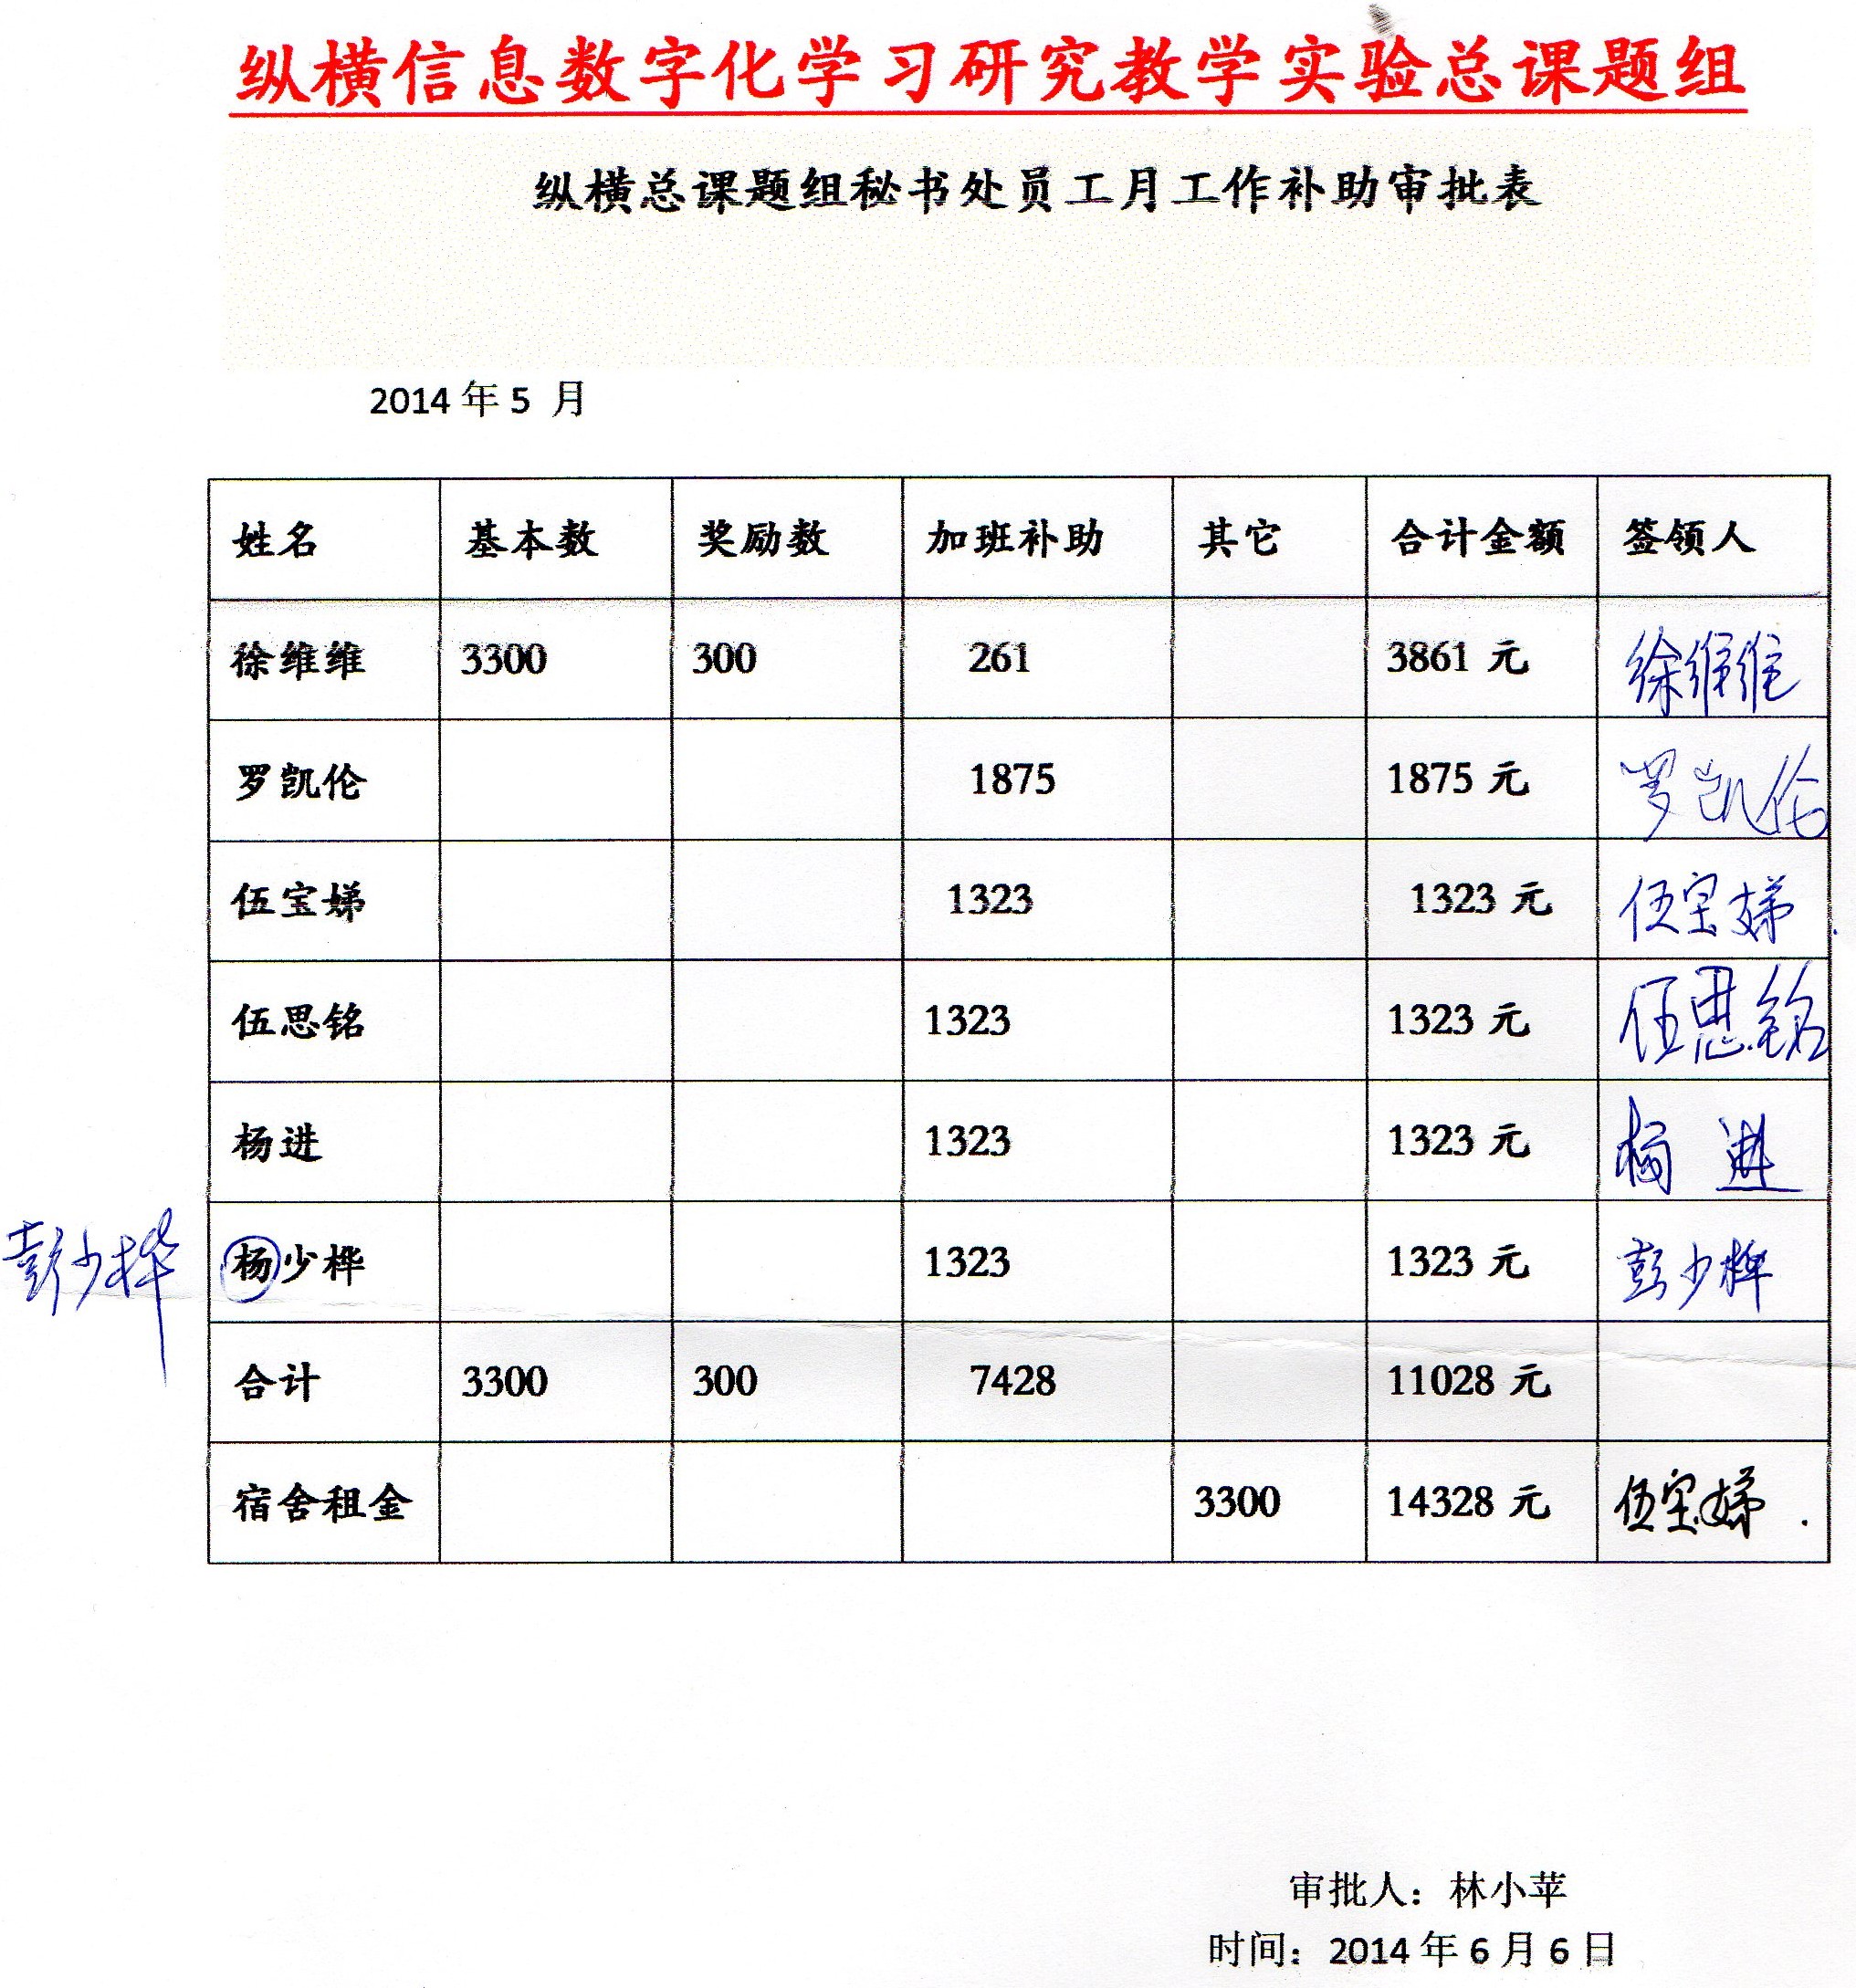 纵横信息数字化学习研究教学实验总课题组
纵横总课题组秘书处员工月工作补助审批表
2014 年 5 月
姓名 基本数 奖励数 加班补助 其它 合计金额 签领人
徐维维 3300 300 261 3861 元 徐维维
罗凯伦 1875 1875 元 罗凯伦
伍宝娣 1323 1323 元 伍宝娣
伍思铭 1323 1323 元 伍思铭
杨进 1323 1323 元 杨进
彭少桦 杨少桦 1323 1323 元 彭少桦
合计 3300 300 7428 11028 元
宿舍租金 3300 14328 元 伍宝娣
审批人：林小苹
时间：2014 年 6 月 6 日